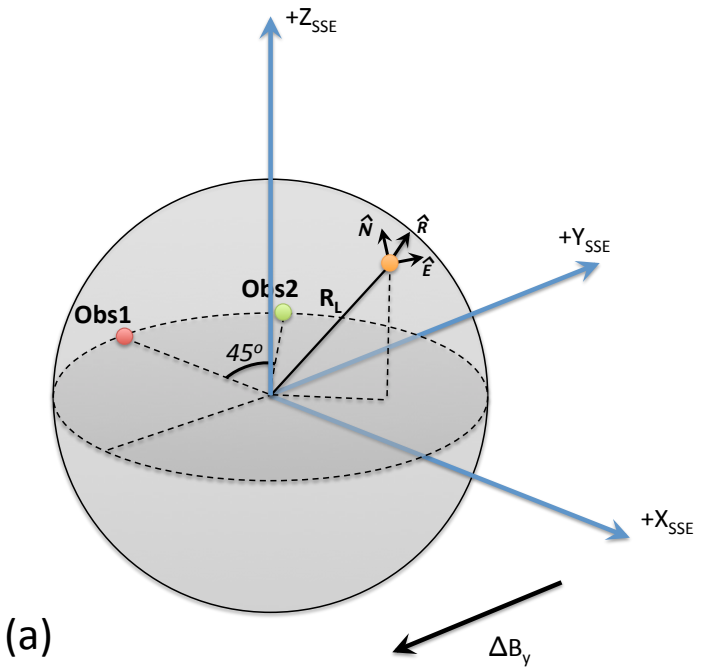 +Z_SSE
N̂
R̂
Ê
+Y_SSE
Obs2
R_L
Obs1
45°
+X_SSE
ΔB_y
(a)